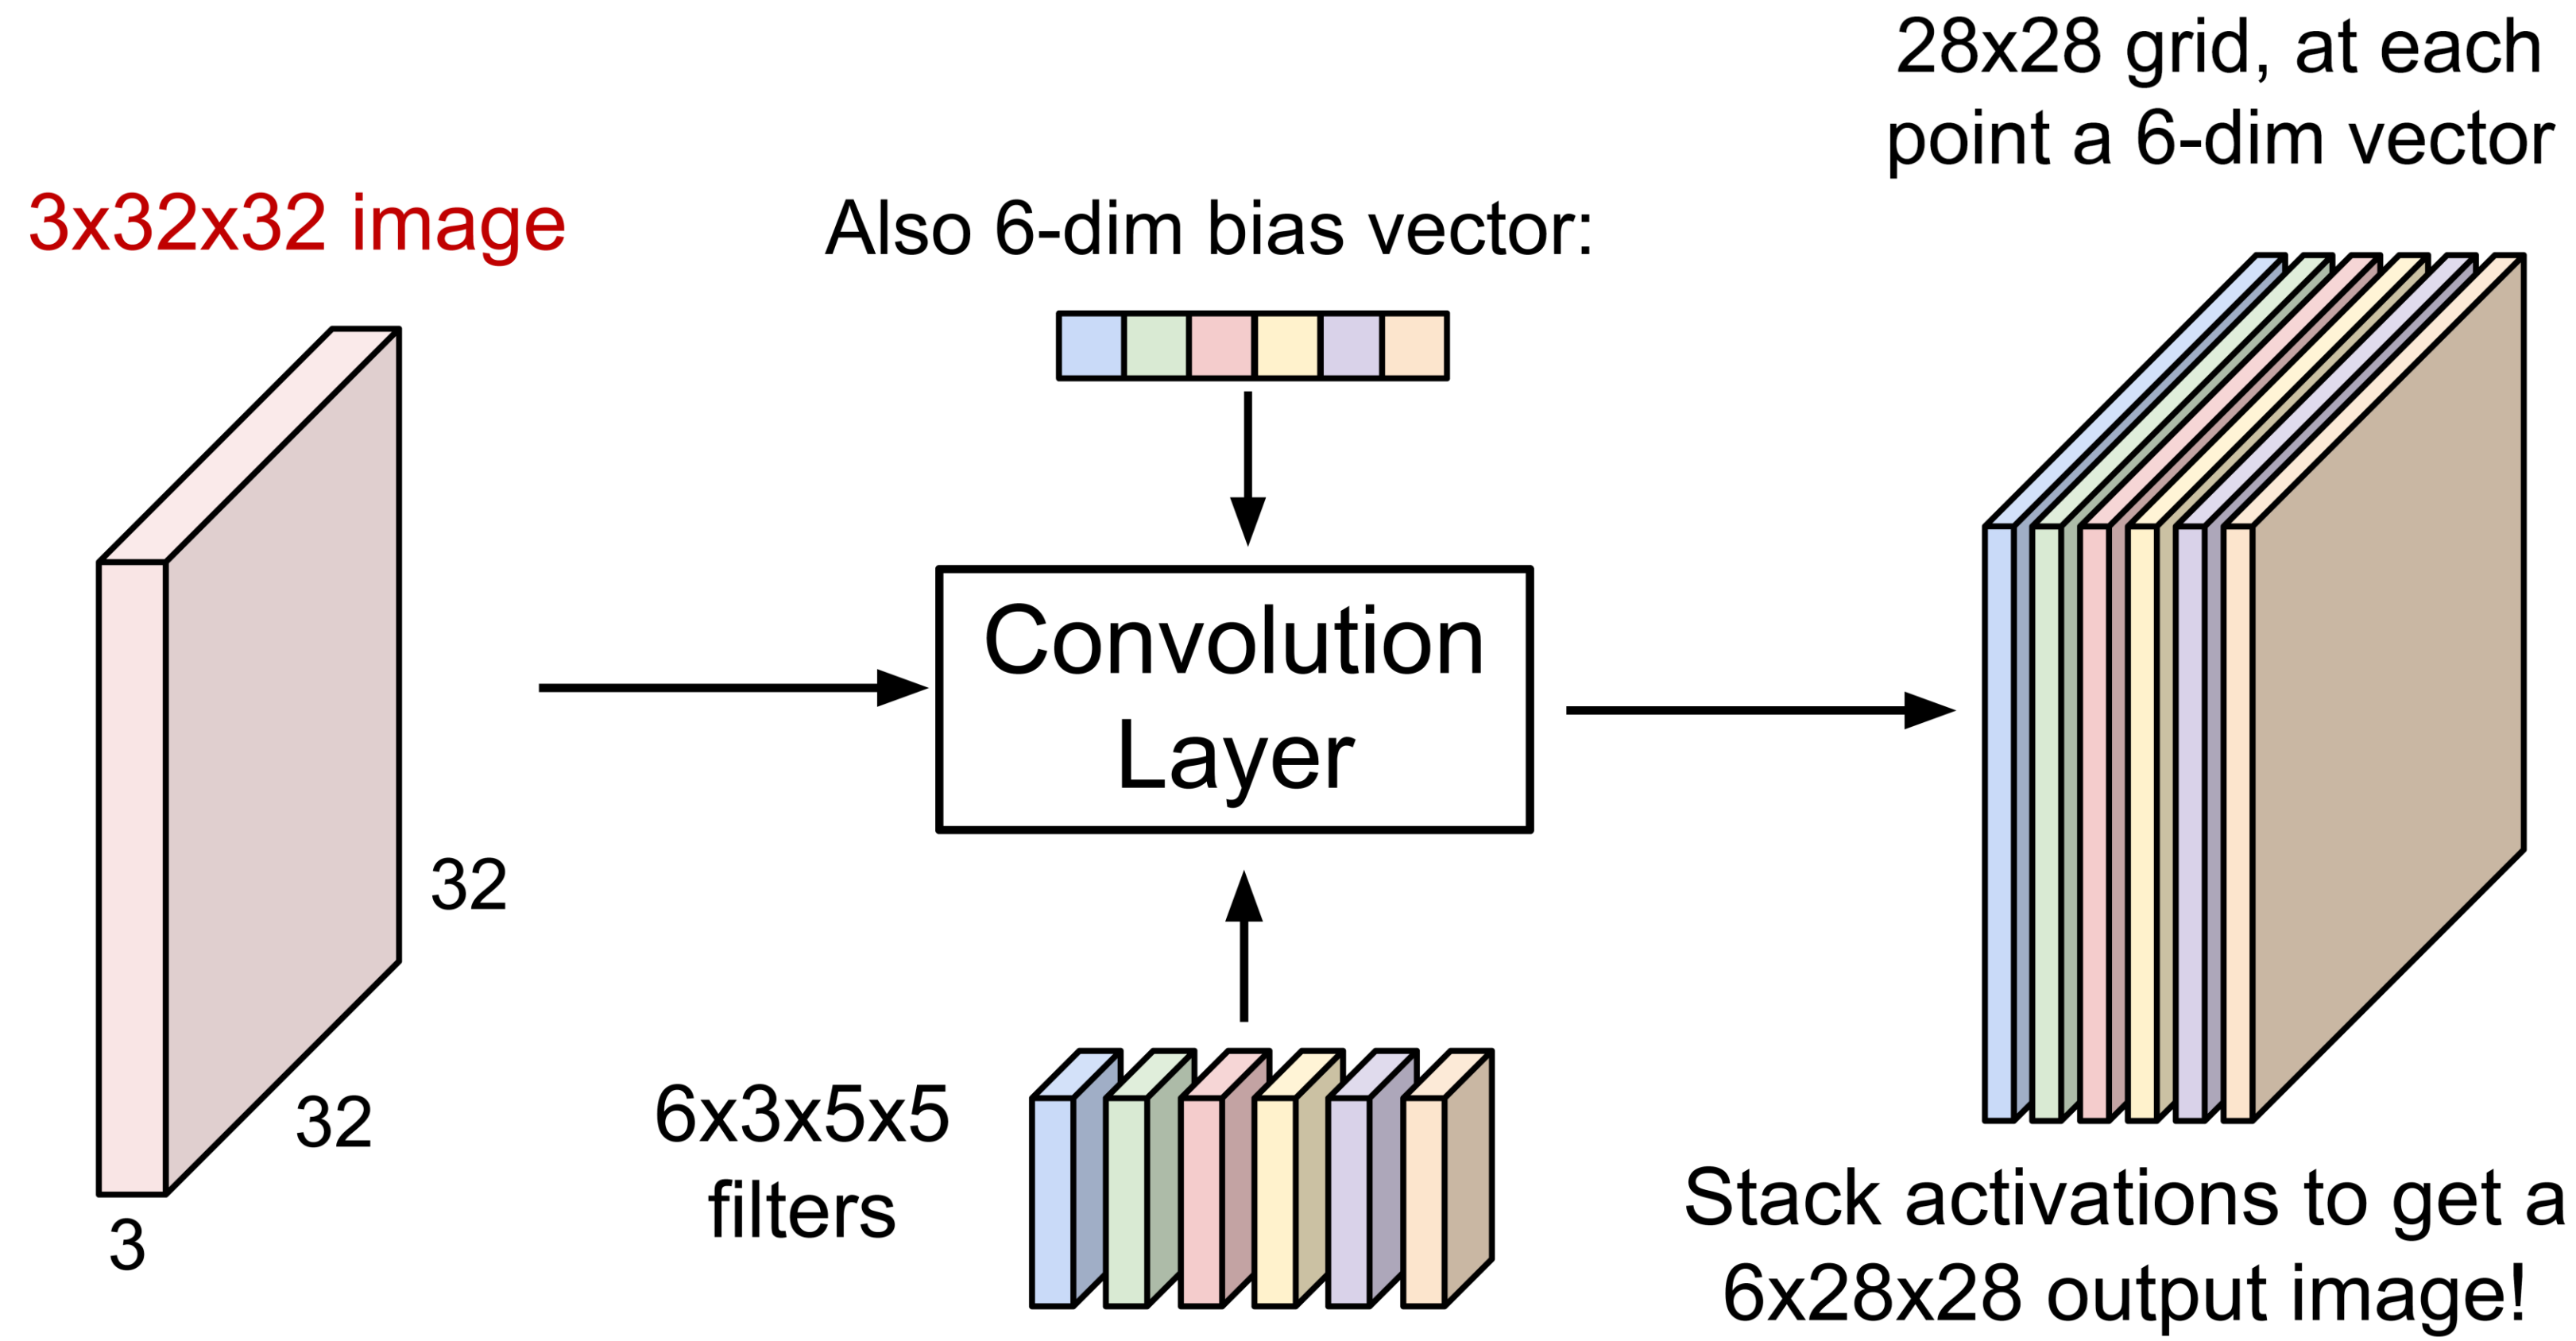 3x32x32 image
32
32
3
Also 6-dim bias vector:
Convolution
Layer
6x3x5x5
filters
28x28 grid, at each
point a 6-dim vector
Stack activations to get a
6x28x28 output image!